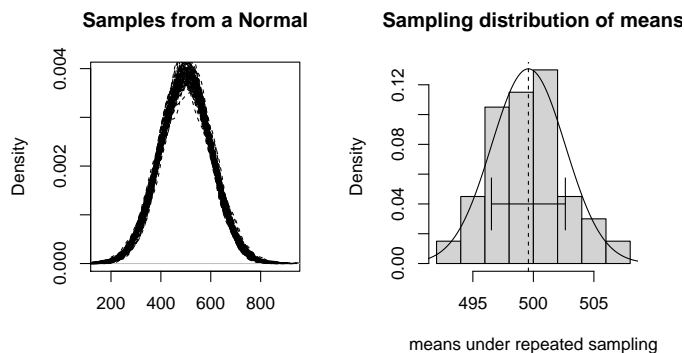 Samples from a Normal
Density
0.000
0.002
0.004
200 400 600 800
Sampling distribution of means
Density
0.00
0.04
0.08
0.12
495 500 505
means under repeated sampling